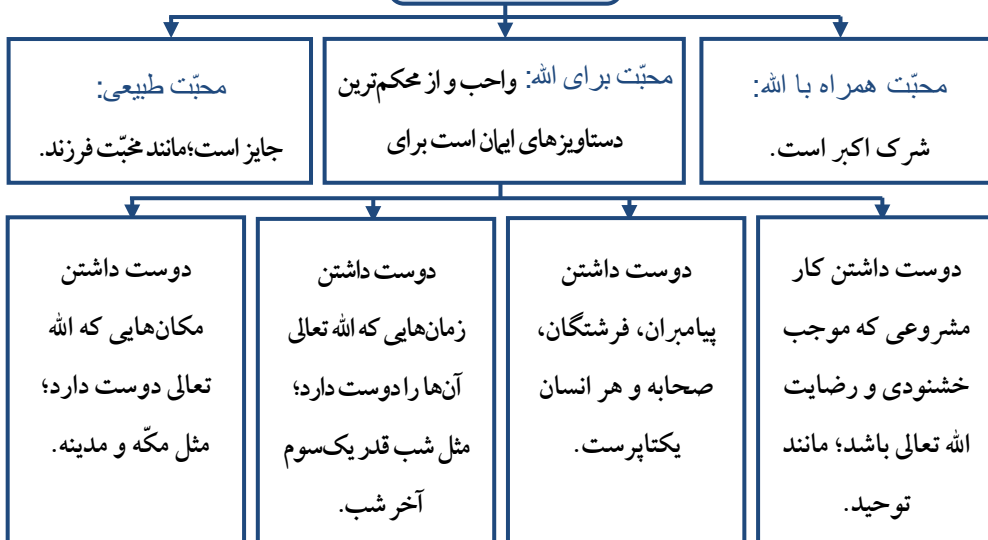 محبّت همراه با الله:
شرک اکبر است.
محبّت برای الله: واحب و از محکم‌ترین
دستاویزهای ایمان است برای
محبّت طبیعی:
جایز است؛مانند مخبّت فرزند.
دوست داشتن کار
مشروعی که موجب
خشنودی و رضایت
الله تعالی باشد؛ مانند
توحید.
دوست داشتن
پیامبران، فرشتگان،
صحابه و هر انسان
یکتاپرست.
دوست داشتن
زمان‌هایی که الله تعالی
آن‌ها را دوست دارد؛
مثل شب قدر یک‌سوم
آخر شب.
دوست داشتن
مکان‌هایی که الله
تعالی دوست دارد؛
مثل مکّه و مدینه.